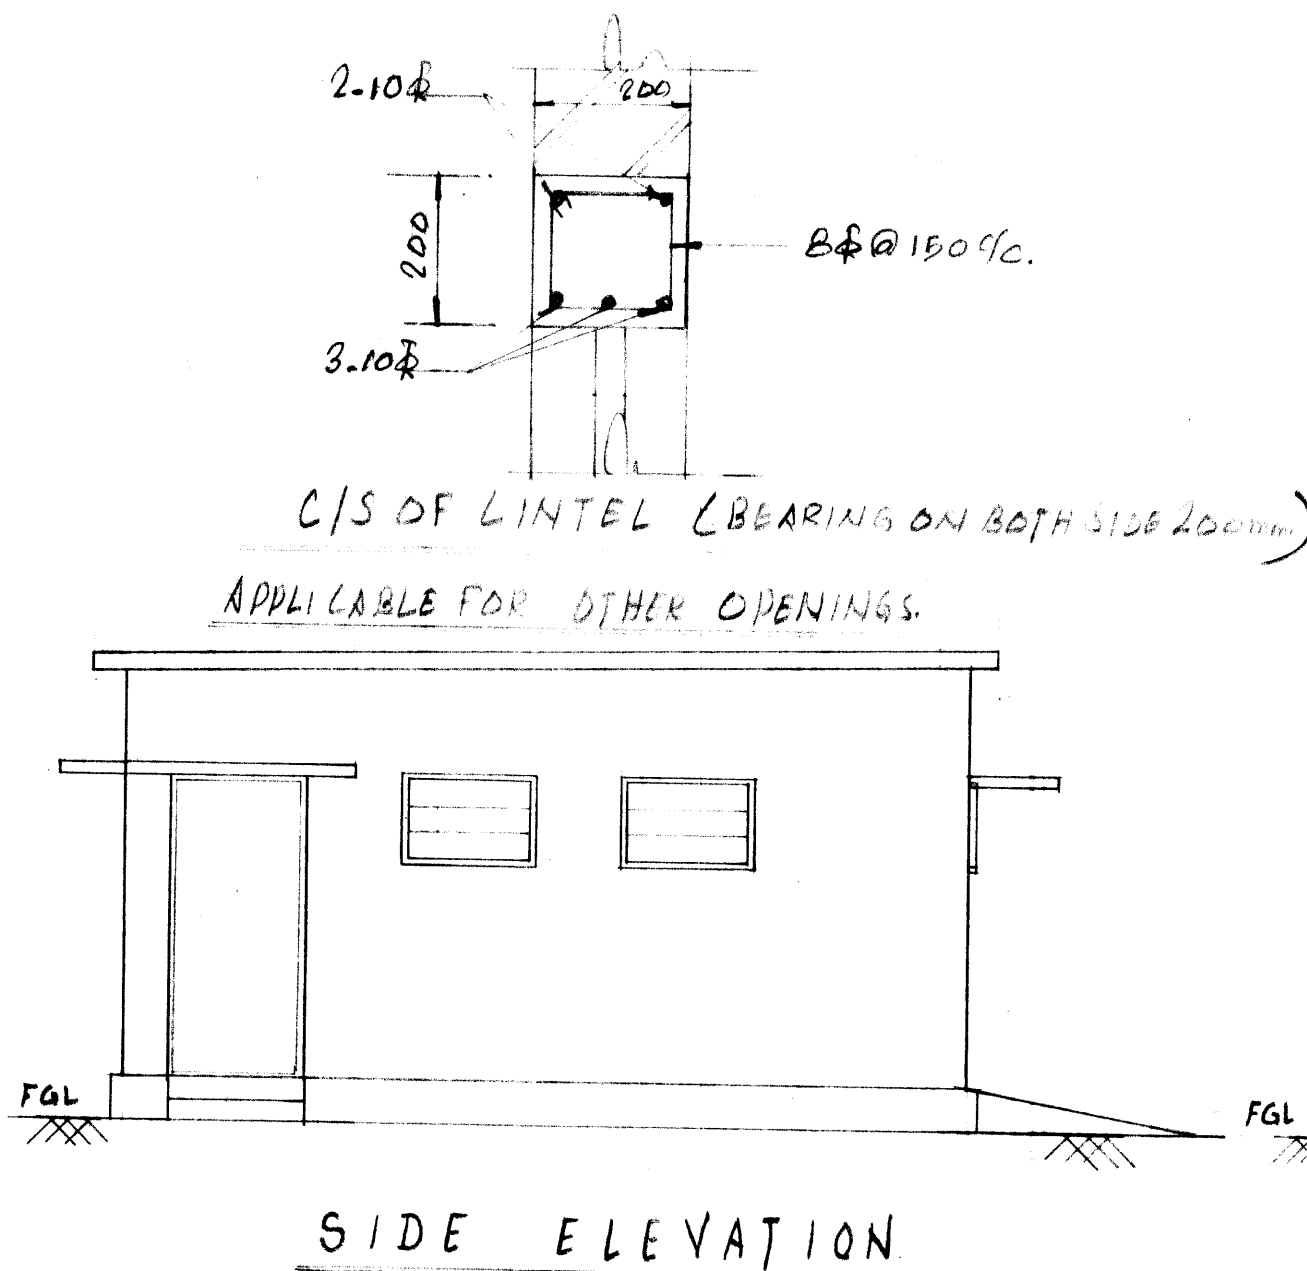 2-10Φ
200
200
8Φ@150 c/c.
3-10Φ
C/S OF LINTEL (BEARING ON BOTH SIDE 200mm)
APPLICABLE FOR OTHER OPENINGS.
FGL
FGL
SIDE ELEVATION